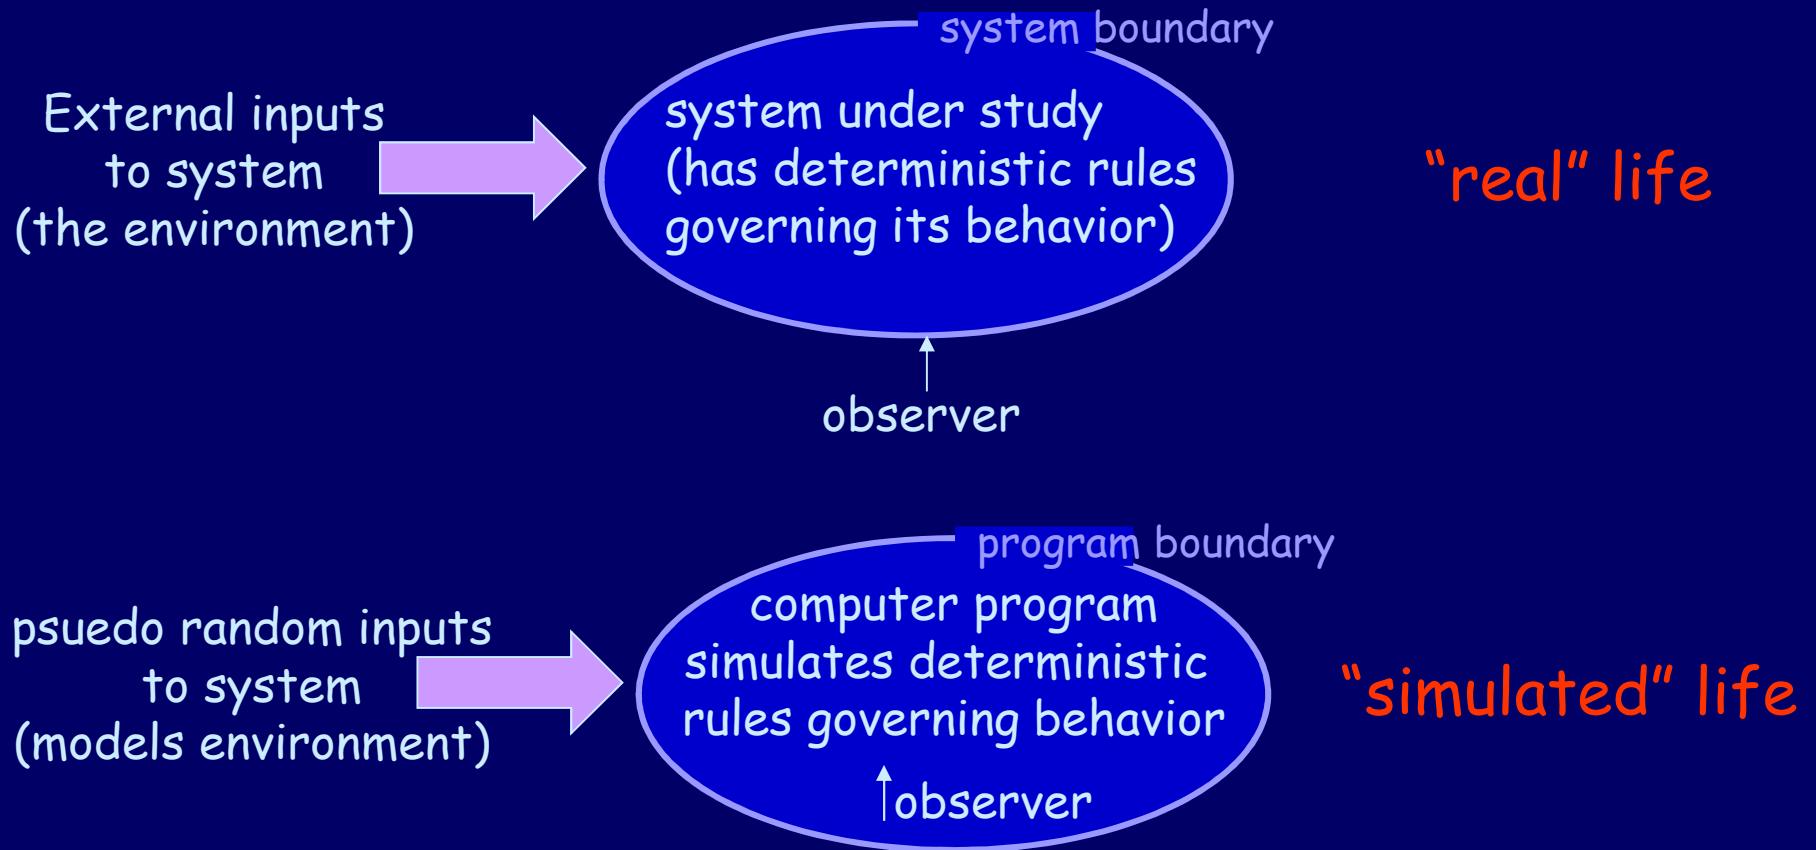 system boundary
External inputs
to system
(the environment)
system under study
(has deterministic rules
governing its behavior)
“real” life
observer
program boundary
psuedo random inputs
to system
(models environment)
computer program
simulates deterministic
rules governing behavior
observer
“simulated” life